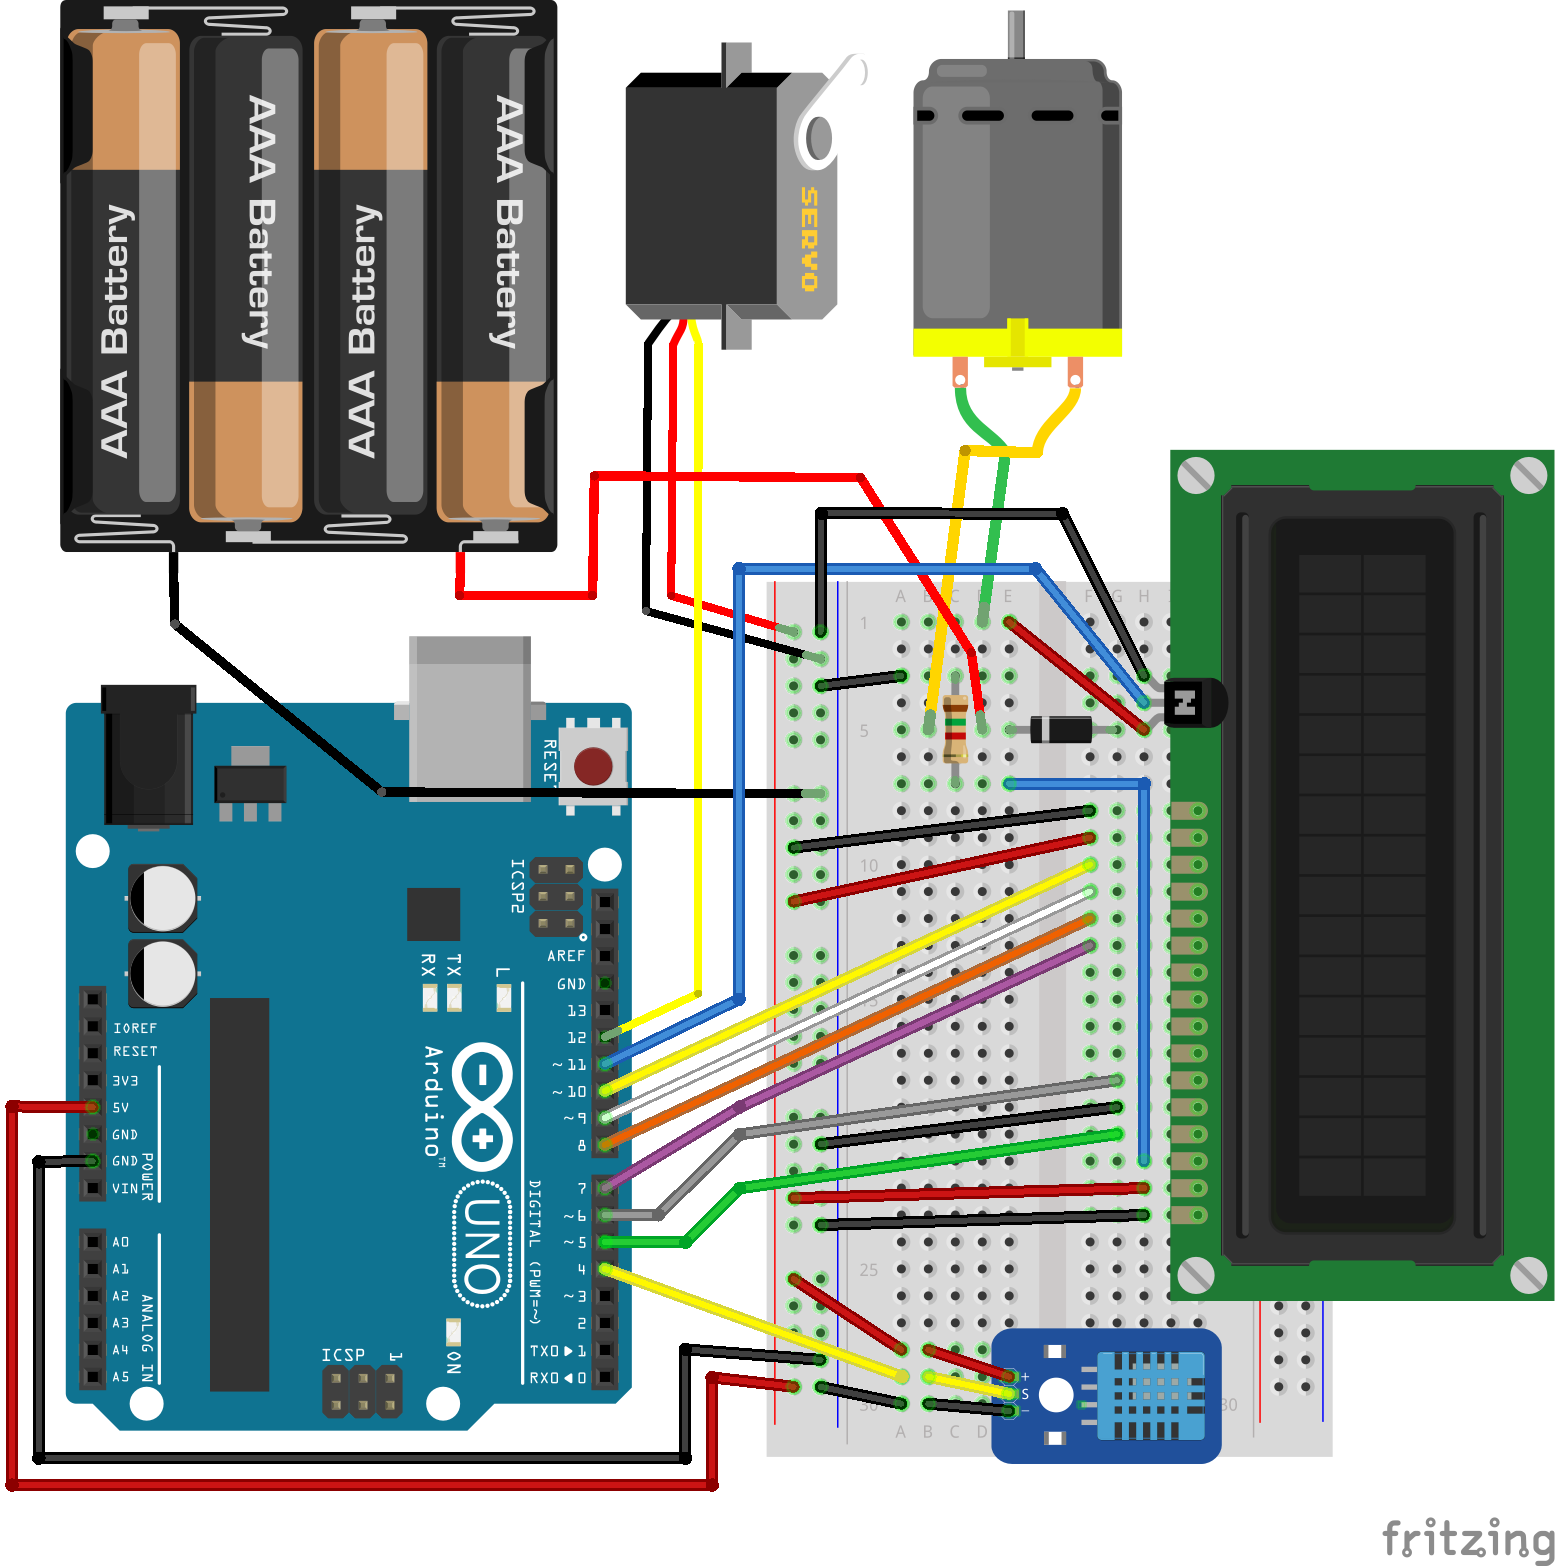 AAA Battery
AAA Battery
AAA Battery
AAA Battery
SERVO
N
A B C D E F G H
1
5
10
25
30
30
A B C D
RESET
ICSP2
AREF
GND
13
12
~11
~10
~9
8
7
~6
~5
4
~3
2
TX0▶1
RX0◀0
DIGITAL (PWM=~)
RX
TX
L
Arduino™
UNO
ON
ICSP
1
IOREF
RESET
3V3
5V
GND
GND
VIN
POWER
A0
A1
A2
A3
A4
A5
ANALOG IN
+
S
−
fritzing